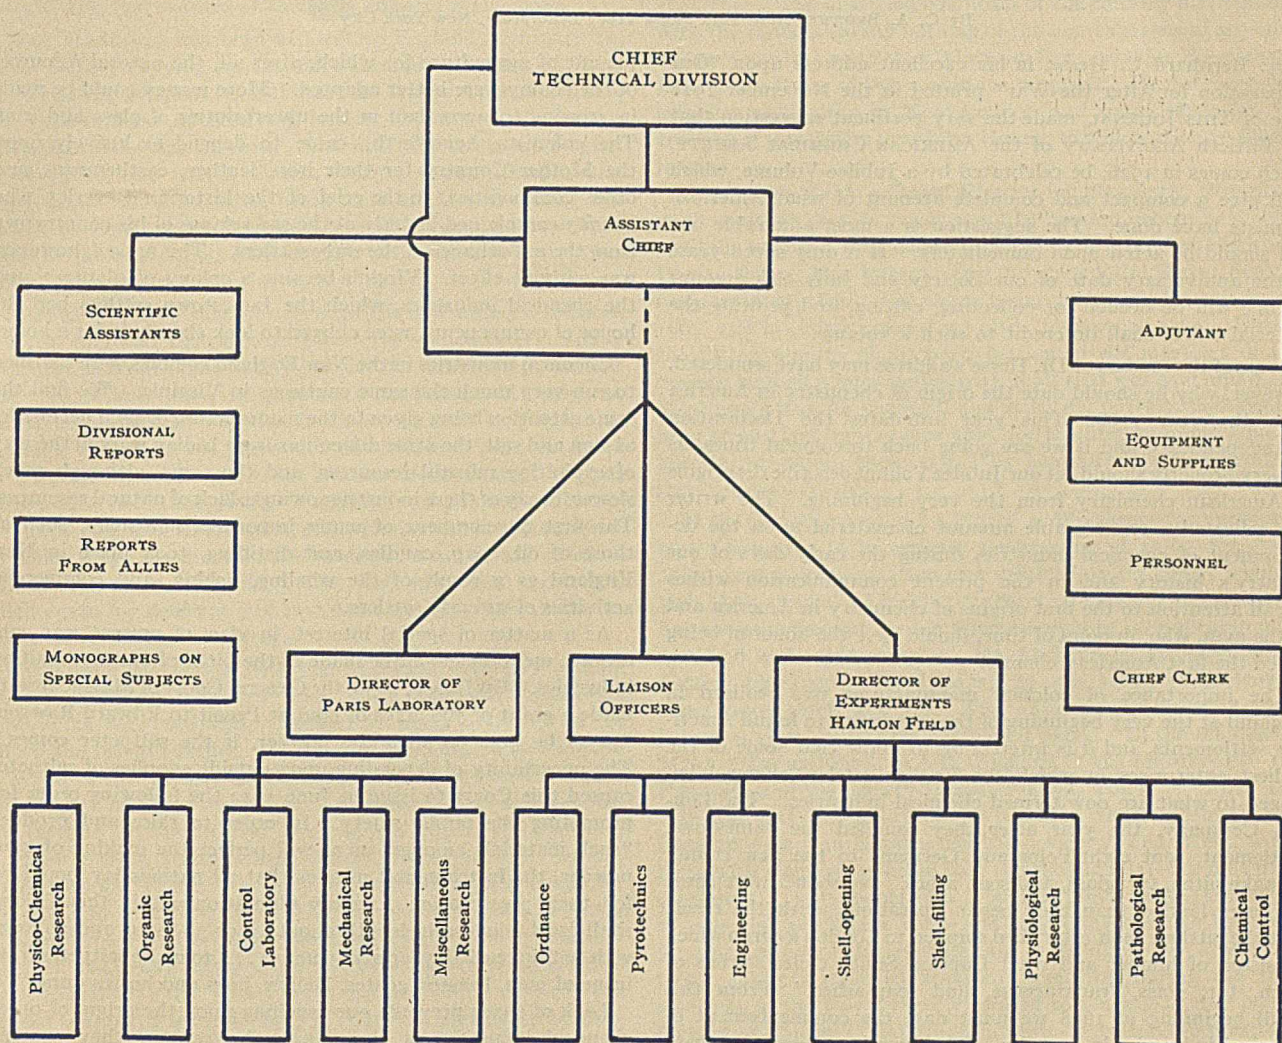 CHIEF
TECHNICAL DIVISION
ASSISTANT
CHIEF
SCIENTIFIC
ASSISTANTS
ADJUTANT
DIVISIONAL
REPORTS
EQUIPMENT
AND SUPPLIES
REPORTS
FROM ALLIES
PERSONNEL
MONOGRAPHS ON
SPECIAL SUBJECTS
DIRECTOR OF
PARIS LABORATORY
LIAISON
OFFICERS
DIRECTOR OF
EXPERIMENTS
HANLON FIELD
CHIEF CLERK
Physico-Chemical
Research
Organic
Research
Control
Laboratory
Mechanical
Research
Miscellaneous
Research
Ordnance
Pyrotechnics
Engineering
Shell-opening
Shell-filling
Physiological
Research
Pathological
Research
Chemical
Control